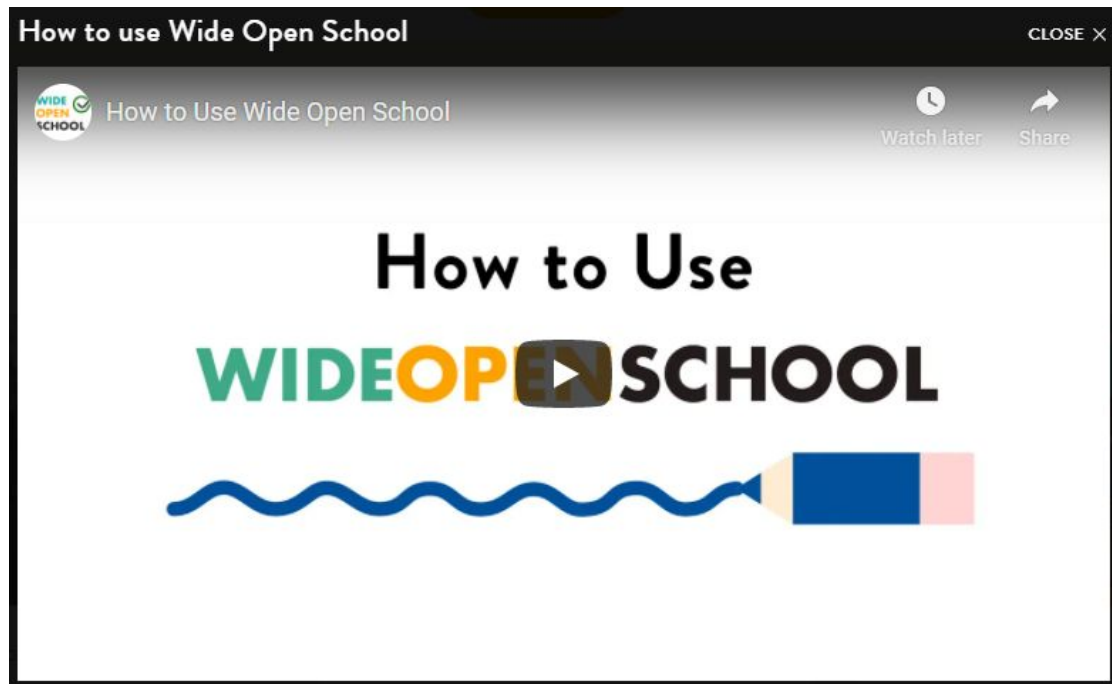 How to use Wide Open School
CLOSE X
WIDE
OPEN
SCHOOL
How to Use Wide Open School
Watch later
Share
How to Use
WIDEOPENSCHOOL